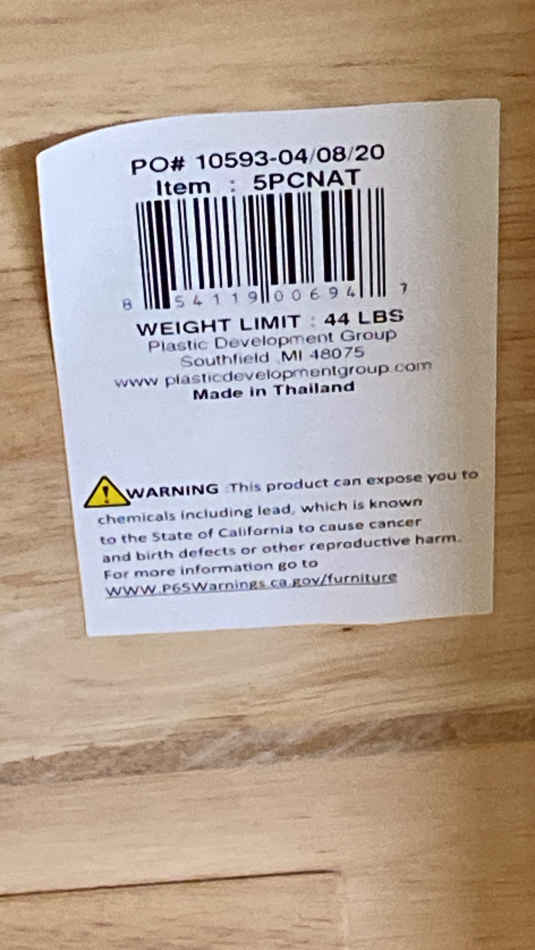 PO# 10593-04/08/20
Item : 5PCNAT
8 54119 00694 7
WEIGHT LIMIT : 44 LBS
Plastic Development Group
Southfield MI 48075
www plasticdevelopmentgroup.com
Made in Thailand
WARNING :This product can expose you to
chemicals including lead, which is known
to the State of California to cause cancer
and birth defects or other reproductive harm.
For more information go to
WWW.P65Warnings.ca.gov/furniture